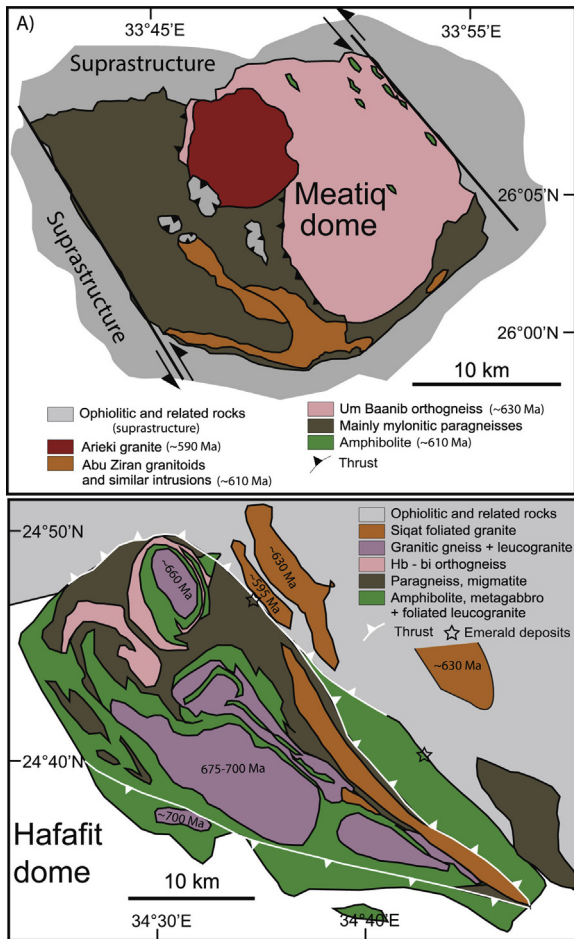 A)
33°45
33°55
Suprastructure
Meatiq
dome
26°05'N
Suprastructure
26°00'N
10 km
Ophiolitic and related rocks
(suprastructure)
Arieki granite (~590 Ma)
Abu Ziran granitoids
and similar intrusions (~610 Ma)
Um Baanib orthogneiss (~630 Ma)
Mainly mylonitic paragneisses
Amphibolite (~610 Ma)
Thrust
24°50'N
Ophiolitic and related rocks
Siqat foliated granite
Granitic gneiss + leucogranite
Hb - bi orthogneiss
Paragneiss, migmatite
Amphibolite, metagabbro
+ foliated leucogranite
Thrust
Emerald deposits
~660 Ma
~630 Ma
~595 Ma
~630 Ma
24°40'N
675-700 Ma
~700 Ma
Hafafit
dome
10 km
34°30'E
34°40'E